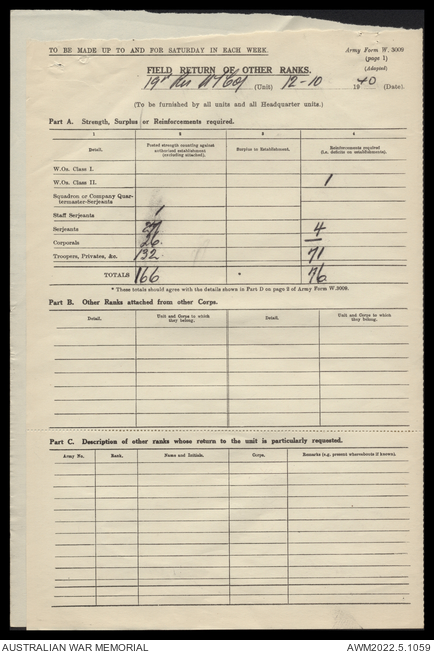 TO BE MADE UP TO AND FOR SATURDAY IN EACH WEEK.
Army Form W. 3009
(page 1)
(Adapted)
FIELD RETURN OF OTHER RANKS.
19th Res M T Coy (Unit) 12-10 1940 (Date).
(To be furnished by all units and all Headquarter units.)
Part A. Strength, Surplus or Reinforcements required.
1 2 3 4
Detail. Posted strength counting against authorized establishment (excluding attached). Surplus to Establishment. Reinforcements required (i.e. deficits on establishments).
W.Os. Class I.
W.Os. Class II. 1
Squadron or Company Quar-
termaster-Serjeants
Staff Serjeants 1
Serjeants 4
Corporals 26 —
Troopers, Privates, &c. 132 71
TOTALS 166 * 76
* These totals should agree with the details shown in Part D on page 2 of Army Form W.3009.
Part B. Other Ranks attached from other Corps.
Detail. Unit and Corps to which they belong. Detail. Unit and Corps to which they belong.
Part C. Description of other ranks whose return to the unit is particularly requested.
Army No. Rank. Name and Initials. Corps. Remarks (e.g., present whereabouts if known).
AUSTRALIAN WAR MEMORIAL AWM2022.5.1059